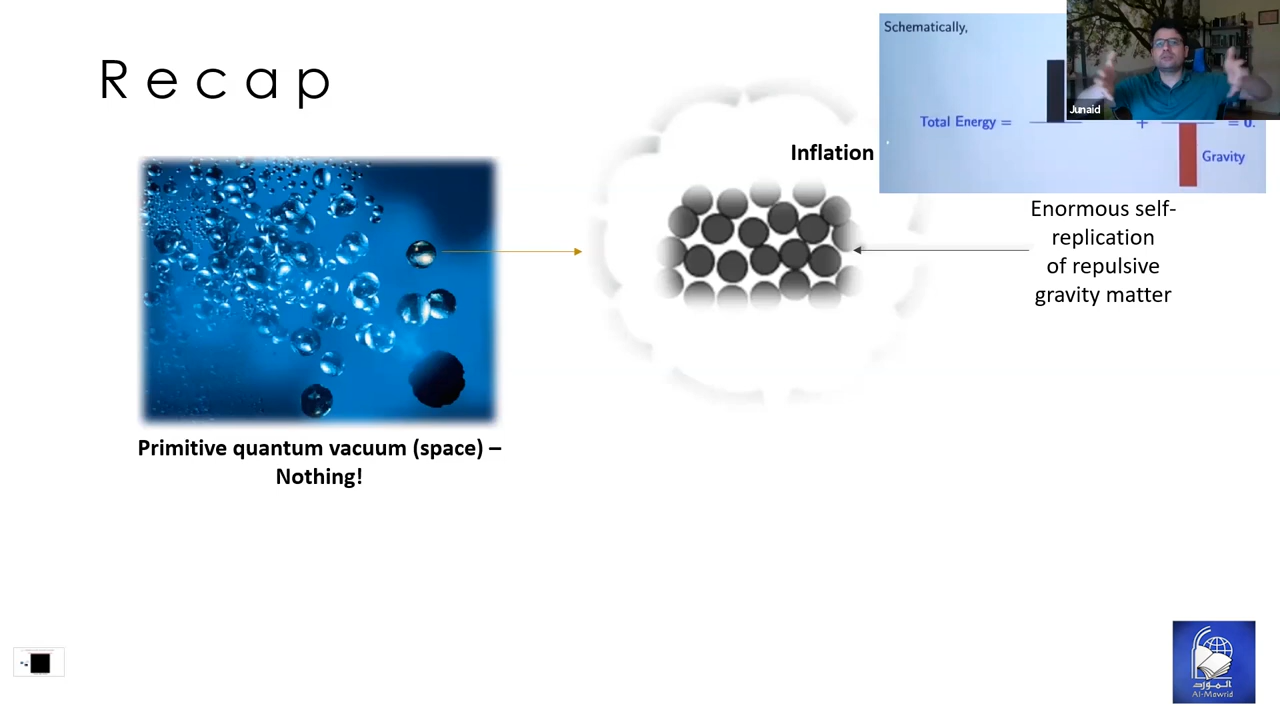 Recap
Schematically,
Total Energy =
+
= 0.
Gravity
Junaid
Inflation
Enormous self-
replication
of repulsive
gravity matter
Primitive quantum vacuum (space) –
Nothing!
المورد
Al-Mawrid